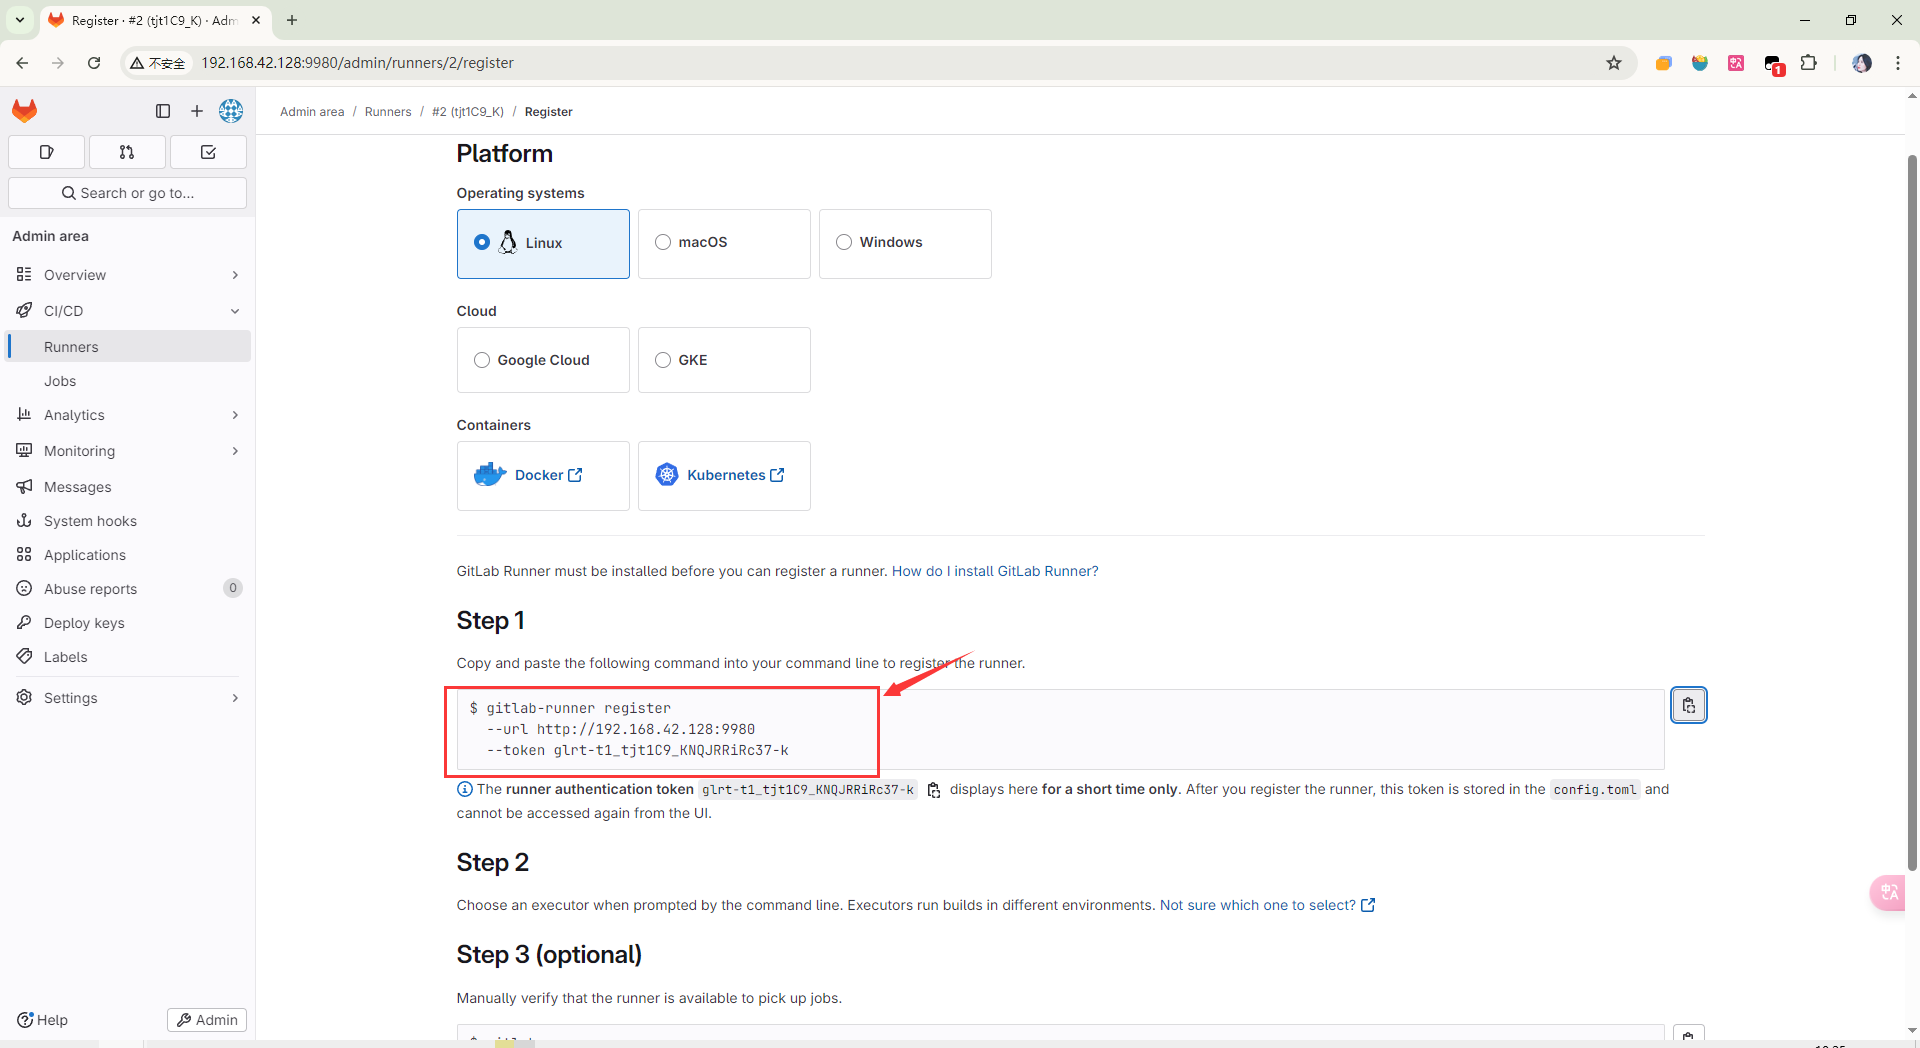 Register · #2 (tjt1C9_K) · Adm
不安全
192.168.42.128:9980/admin/runners/2/register
1
Admin area / Runners / #2 (tjt1C9_K) / Register
Search or go to...
Admin area
Overview
CI/CD
Runners
Jobs
Analytics
Monitoring
Messages
System hooks
Applications
Abuse reports 0
Deploy keys
Labels
Settings
Help
Admin
Platform
Operating systems
Linux
macOS
Windows
Cloud
Google Cloud
GKE
Containers
Docker
Kubernetes
GitLab Runner must be installed before you can register a runner. How do I install GitLab Runner?
Step 1
Copy and paste the following command into your command line to register the runner.
$ gitlab-runner register
--url http://192.168.42.128:9980
--token glrt-t1_tjt1C9_KNQJRRiRc37-k
The runner authentication token glrt-t1_tjt1C9_KNQJRRiRc37-k displays here for a short time only. After you register the runner, this token is stored in the config.toml and
cannot be accessed again from the UI.
Step 2
Choose an executor when prompted by the command line. Executors run builds in different environments. Not sure which one to select?
Step 3 (optional)
Manually verify that the runner is available to pick up jobs.